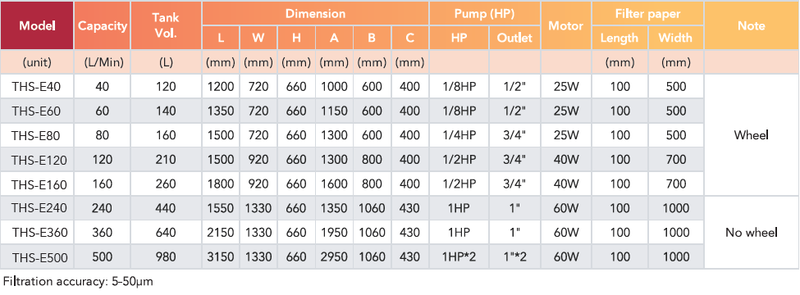 Model Capacity Tank Vol. Dimension Pump (HP) Motor Filter paper Note
L W H A B C HP Outlet Length Width
(unit) (L/Min) (L) (mm) (mm) (mm) (mm) (mm) (mm) (mm) (mm)
THS-E40 40 120 1200 720 660 1000 600 400 1/8HP 1/2" 25W 100 500
THS-E60 60 140 1350 720 660 1150 600 400 1/8HP 1/2" 25W 100 500
THS-E80 80 160 1500 720 660 1300 600 400 1/4HP 3/4" 25W 100 500 Wheel
THS-E120 120 210 1500 920 660 1300 800 400 1/2HP 3/4" 40W 100 700
THS-E160 160 260 1800 920 660 1600 800 400 1/2HP 3/4" 40W 100 700
THS-E240 240 440 1550 1330 660 1350 1060 430 1HP 1" 60W 100 1000
THS-E360 360 640 2150 1330 660 1950 1060 430 1HP 1" 60W 100 1000 No wheel
THS-E500 500 980 3150 1330 660 2950 1060 430 1HP*2 1"*2 60W 100 1000
Filtration accuracy: 5-50μm